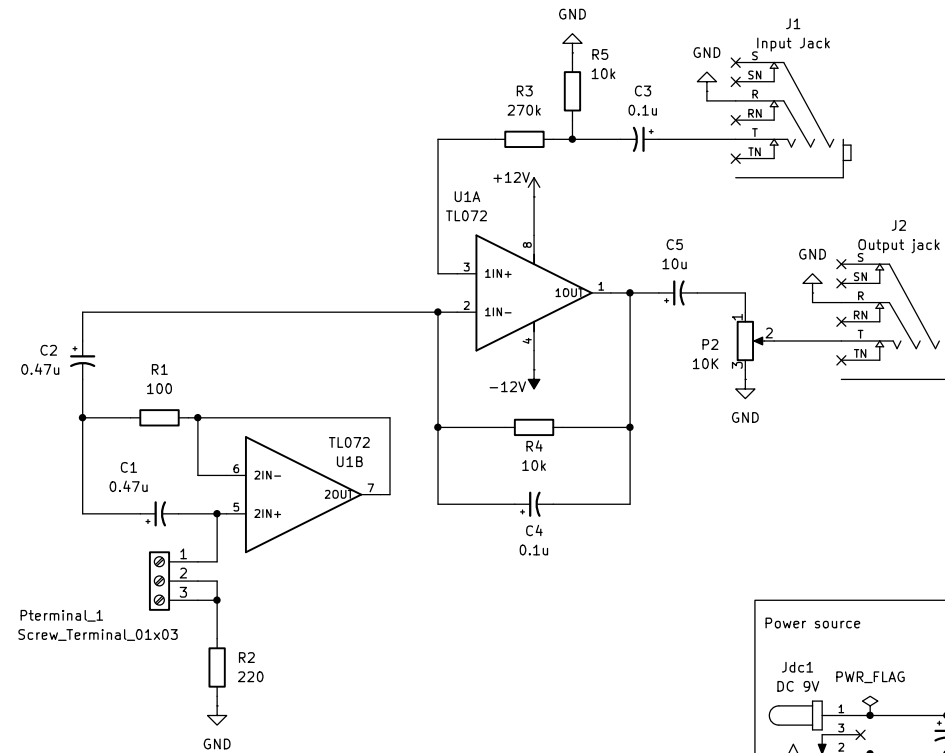 GND
J1
Input Jack
S
SN
R
RN
T
TN
GND
R5
10k
R3
270k
C3
0.1u
+
+12V
U1A
TL072
8
3
1IN+
2
1IN-
1OUT
1
4
-12V
C5
10u
+
J2
Output jack
S
SN
R
RN
T
TN
GND
P2
10K
1
2
3
GND
C2
0.47u
+
R1
100
TL072
U1B
6
2IN-
5
2IN+
2OUT
7
C1
0.47u
+
R4
10k
C4
0.1u
+
1
2
3
Pterminal_1
Screw_Terminal_01x03
R2
220
GND
Power source
Jdc1
DC 9V
PWR_FLAG
1
3
2
+